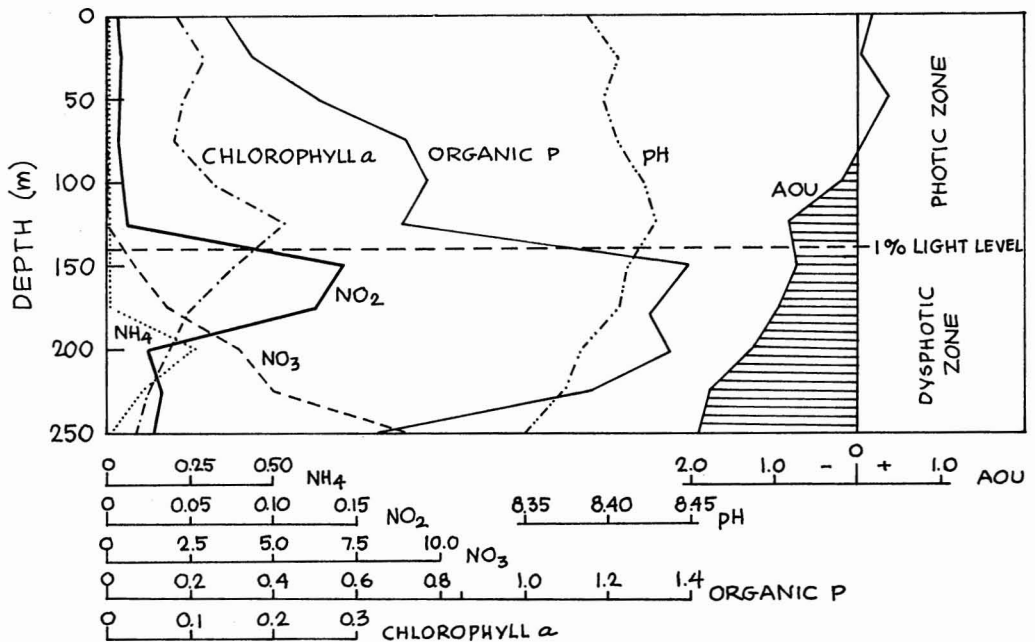 0
50
100
150
200
250
DEPTH (m)
CHLOROPHYLL a
ORGANIC P
pH
AOU
PHOTIC ZONE
1% LIGHT LEVEL
NO2
NH4
NO3
DYSPHOTIC ZONE
0 0.25 0.50 NH4
2.0 1.0 - 0 + 1.0 AOU
0 0.05 0.10 0.15 NO2
8.35 8.40 8.45 pH
0 2.5 5.0 7.5 10.0 NO3
0 0.2 0.4 0.6 0.8 1.0 1.2 1.4 ORGANIC P
0 0.1 0.2 0.3 CHLOROPHYLL a